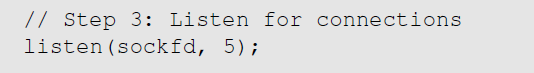 // Step 3: Listen for connections
listen(sockfd, 5);